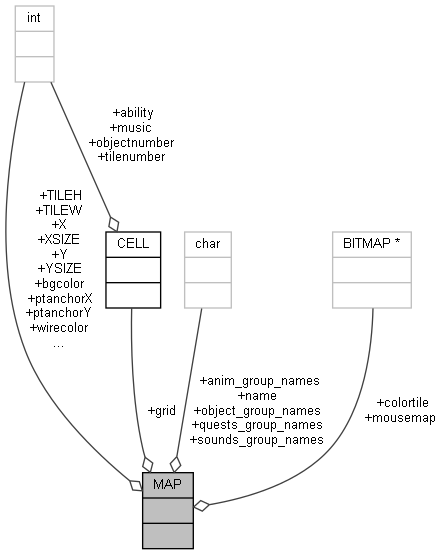 int
+ability
+music
+objectnumber
+tilenumber
+TILEH
+TILEW
+X
+XSIZE
+Y
+YSIZE
+bgcolor
+ptanchorX
+ptanchorY
+wirecolor
...
CELL
char
BITMAP *
+grid
+anim_group_names
+name
+object_group_names
+quests_group_names
+sounds_group_names
+colortile
+mousemap
MAP